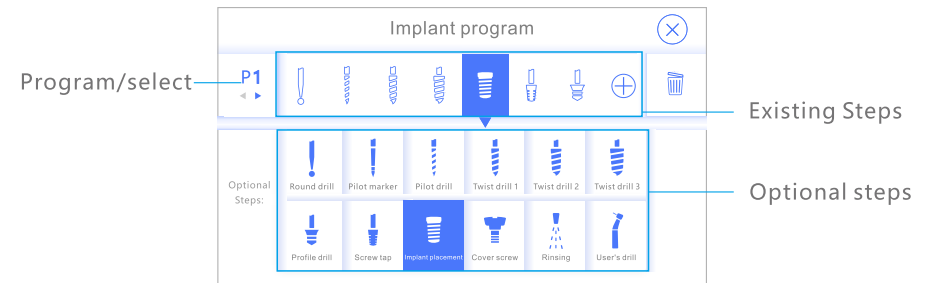 Implant program
Program/select
P1
Existing Steps
Optional
Steps:
Round drill
Pilot marker
Pilot drill
Twist drill 1
Twist drill 2
Twist drill 3
Optional steps
Profile drill
Screw tap
Implant placement
Cover screw
Rinsing
User's drill